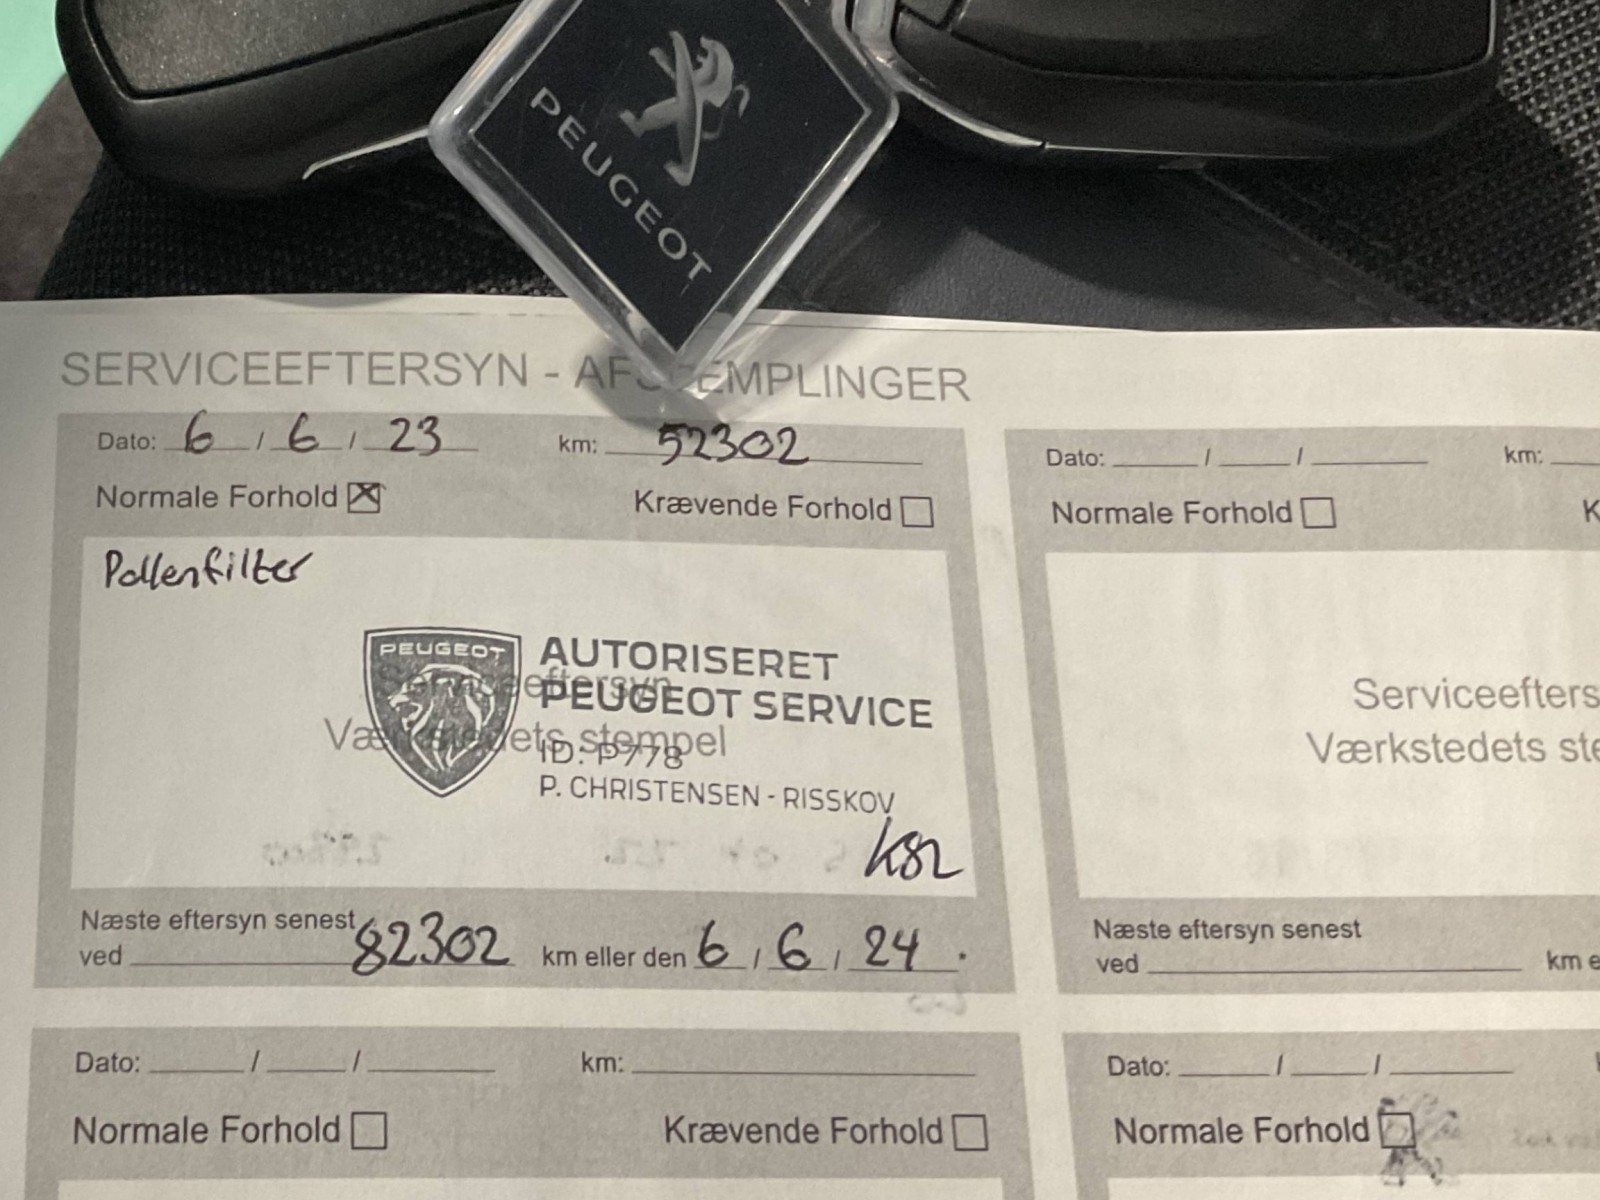 PEUGEOT
SERVICEEFTERSYN - AFSTEMPLINGER
Dato: 6 / 6 / 23 km: 52302
Normale Forhold Krævende Forhold
Pollenfilter
PEUGEOT
AUTORISERET
Serviceeftersyn
PEUGEOT SERVICE
Værkstedets stempel
ID: P778
P. CHRISTENSEN - RISSKOV
Næste eftersyn senest
ved 82302 km eller den 6 / 6 / 24
Dato: / / km:
Normale Forhold
Serviceefters
Værkstedets ste
Næste eftersyn senest
ved km e
Dato: / / km:
Normale Forhold Krævende Forhold
Dato: / /
Normale Forhold